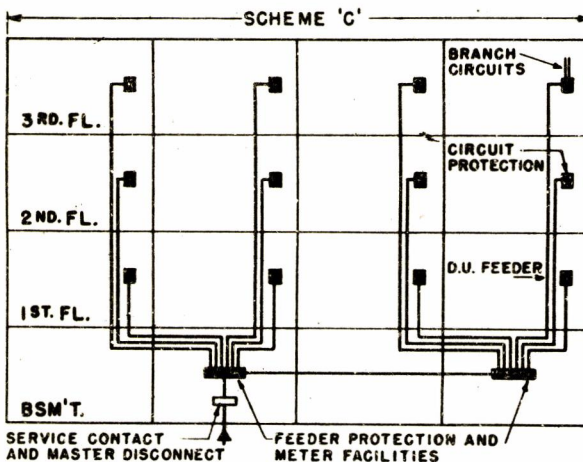 SCHEME 'C'
BRANCH
CIRCUITS
3RD. FL.
CIRCUIT
PROTECTION
2ND. FL.
D.U. FEEDER
1ST. FL.
BSM'T.
SERVICE CONTACT
AND MASTER DISCONNECT
FEEDER PROTECTION AND
METER FACILITIES